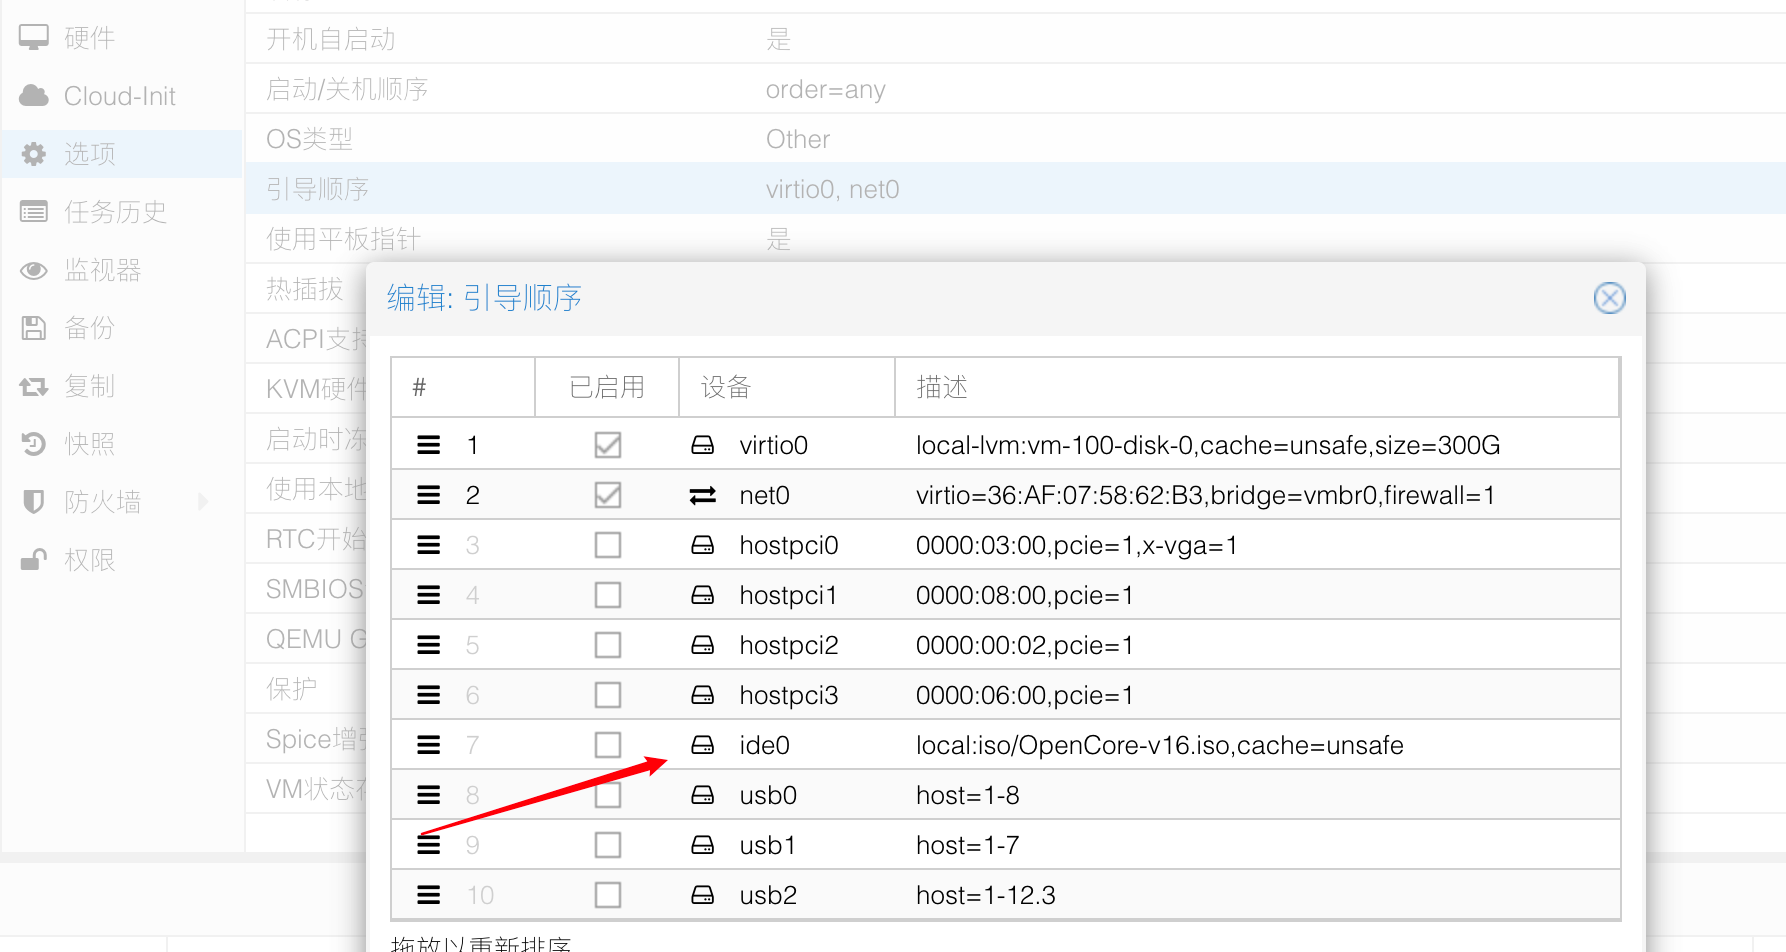 硬件
Cloud-Init
选项
任务历史
监视器
备份
复制
快照
防火墙
权限
开机自启动 是
启动/关机顺序 order=any
OS类型 Other
引导顺序 virtio0, net0
使用平板指针 是
热插拔
ACPI支持
KVM硬件
启动时冻
使用本地
RTC开始
SMBIOS
QEMU G
保护
Spice增强
VM状态存
编辑: 引导顺序
# 已启用 设备 描述
1 virtio0 local-lvm:vm-100-disk-0,cache=unsafe,size=300G
2 net0 virtio=36:AF:07:58:62:B3,bridge=vmbr0,firewall=1
3 hostpci0 0000:03:00,pcie=1,x-vga=1
4 hostpci1 0000:08:00,pcie=1
5 hostpci2 0000:00:02,pcie=1
6 hostpci3 0000:06:00,pcie=1
7 ide0 local:iso/OpenCore-v16.iso,cache=unsafe
8 usb0 host=1-8
9 usb1 host=1-7
10 usb2 host=1-12.3
拖放以重新排序